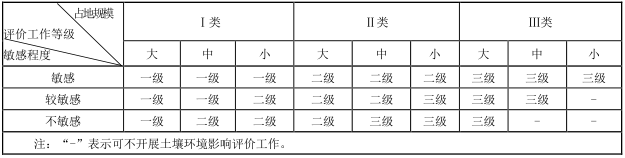 占地规模
评价工作等级
敏感程度
Ⅰ类 Ⅱ类 Ⅲ类
大 中 小 大 中 小 大 中 小
敏感 一级 一级 一级 二级 二级 二级 三级 三级 三级
较敏感 一级 一级 二级 二级 二级 三级 三级 三级 -
不敏感 一级 二级 二级 二级 三级 三级 三级 - -
注：“-”表示可不开展土壤环境影响评价工作。